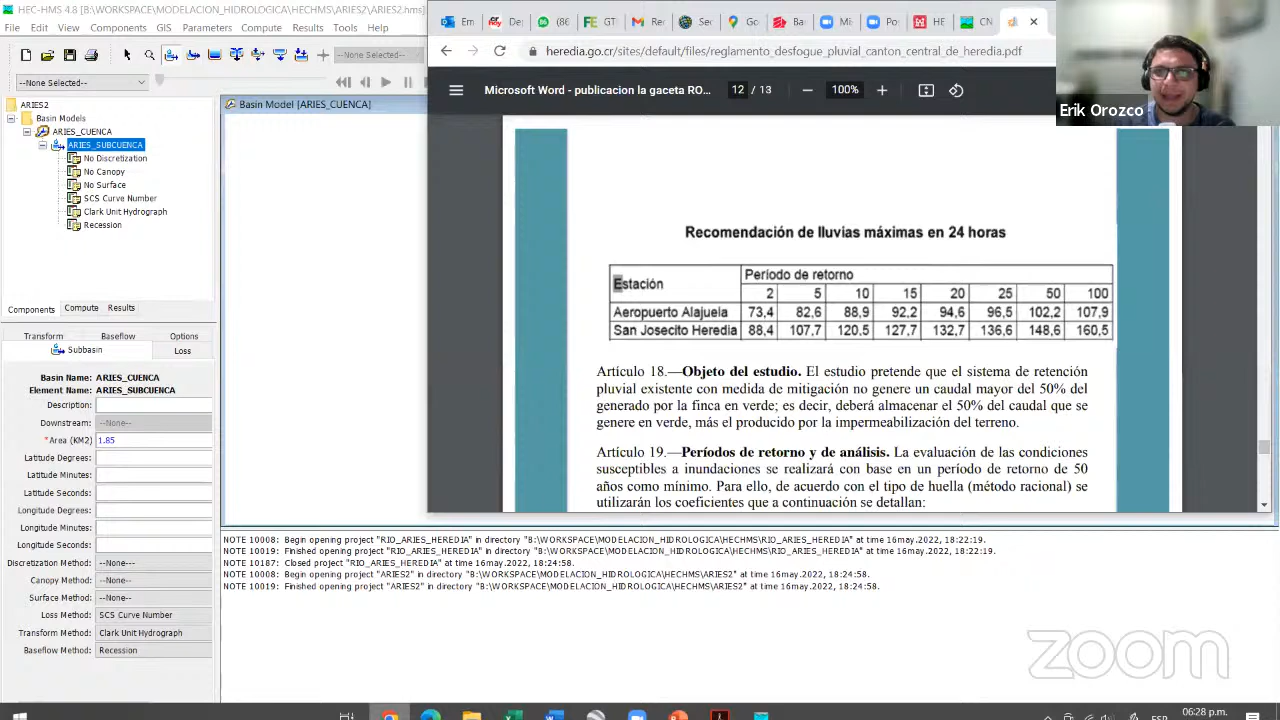 HEC-HMS 4.8 [B:\WORKSPACE\MODELACION_HIDROLOGICA\HECHMS\ARIES2\ARIES2.hms]
File Edit View Components GIS Parameters Compute Results Tools Help
--None Selected--
--None Selected--
ARIES2
Basin Models
ARIES_CUENCA
ARIES_SUBCUENCA
No Discretization
No Canopy
No Surface
SCS Curve Number
Clark Unit Hydrograph
Recession
Components Compute Results
Transform Baseflow Options
Subbasin Loss
Basin Name: ARIES_CUENCA
Element Name: ARIES_SUBCUENCA
Description:
Downstream: --None--
*Area (KM2) 1.85
Latitude Degrees:
Latitude Minutes:
Latitude Seconds:
Longitude Degrees:
Longitude Minutes:
Longitude Seconds:
Discretization Method: --None--
Canopy Method: --None--
Surface Method: --None--
Loss Method: SCS Curve Number
Transform Method: Clark Unit Hydrograph
Baseflow Method: Recession
Basin Model [ARIES_CUENCA]
Em De (86 GT Rec Se Go Ba Mi Po HE CN
heredia.go.cr/sites/default/files/reglamento_desfogue_pluvial_canton_central_de_heredia.pdf
Microsoft Word - publicacion la gaceta RO... 12 / 13 100%
Erik Orozco
Recomendación de lluvias máximas en 24 horas
Estación Período de retorno
2 5 10 15 20 25 50 100
Aeropuerto Alajuela 73,4 82,6 88,9 92,2 94,6 96,5 102,2 107,9
San Josecito Heredia 88,4 107,7 120.5 127,7 132,7 136,6 148,6 160,5
Artículo 18.—Objeto del estudio. El estudio pretende que el sistema de retención
pluvial existente con medida de mitigación no genere un caudal mayor del 50% del
generado por la finca en verde; es decir, deberá almacenar el 50% del caudal que se
genere en verde, más el producido por la impermeabilización del terreno.
Artículo 19.—Períodos de retorno y de análisis. La evaluación de las condiciones
susceptibles a inundaciones se realizará con base en un período de retorno de 50
años como mínimo. Para ello, de acuerdo con el tipo de huella (método racional) se
utilizarán los coeficientes que a continuación se detallan:
NOTE 10008: Begin opening project "RIO_ARIES_HEREDIA" in directory "B:\WORKSPACE\MODELACION_HIDROLOGICA\HECHMS\RIO_ARIES_HEREDIA" at time 16may.2022, 18:22:19.
NOTE 10019: Finished opening project "RIO_ARIES_HEREDIA" in directory "B:\WORKSPACE\MODELACION_HIDROLOGICA\HECHMS\RIO_ARIES_HEREDIA" at time 16may.2022, 18:22:19.
NOTE 10187: Closed project "RIO_ARIES_HEREDIA" at time 16may.2022, 18:24:58.
NOTE 10008: Begin opening project "ARIES2" in directory "B:\WORKSPACE\MODELACION_HIDROLOGICA\HECHMS\ARIES2" at time 16may.2022, 18:24:58.
NOTE 10019: Finished opening project "ARIES2" in directory "B:\WORKSPACE\MODELACION_HIDROLOGICA\HECHMS\ARIES2" at time 16may.2022, 18:24:58.
zoom
ESP 06:28 p.m.